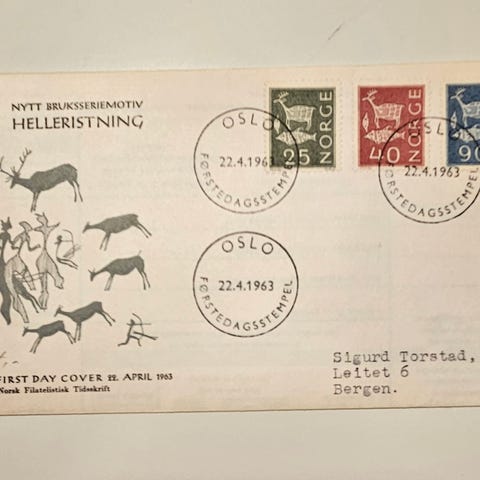 NYTT BRUKSSERIEMOTIV
HELLERISTNING
25 NORGE
40 NORGE
90
OSLO
22.4.1963
FØRSTEDAGSSTEMPEL
OSLO
22.4.1963
FØRSTEDAGSSTEMPEL
OSLO
22.4.1963
FØRSTEDAGSSTEMPEL
FIRST DAY COVER 22. APRIL 1963
Norsk Filatelistisk Tidsskrift
Sigurd Torstad,
Leitet 6
Bergen.